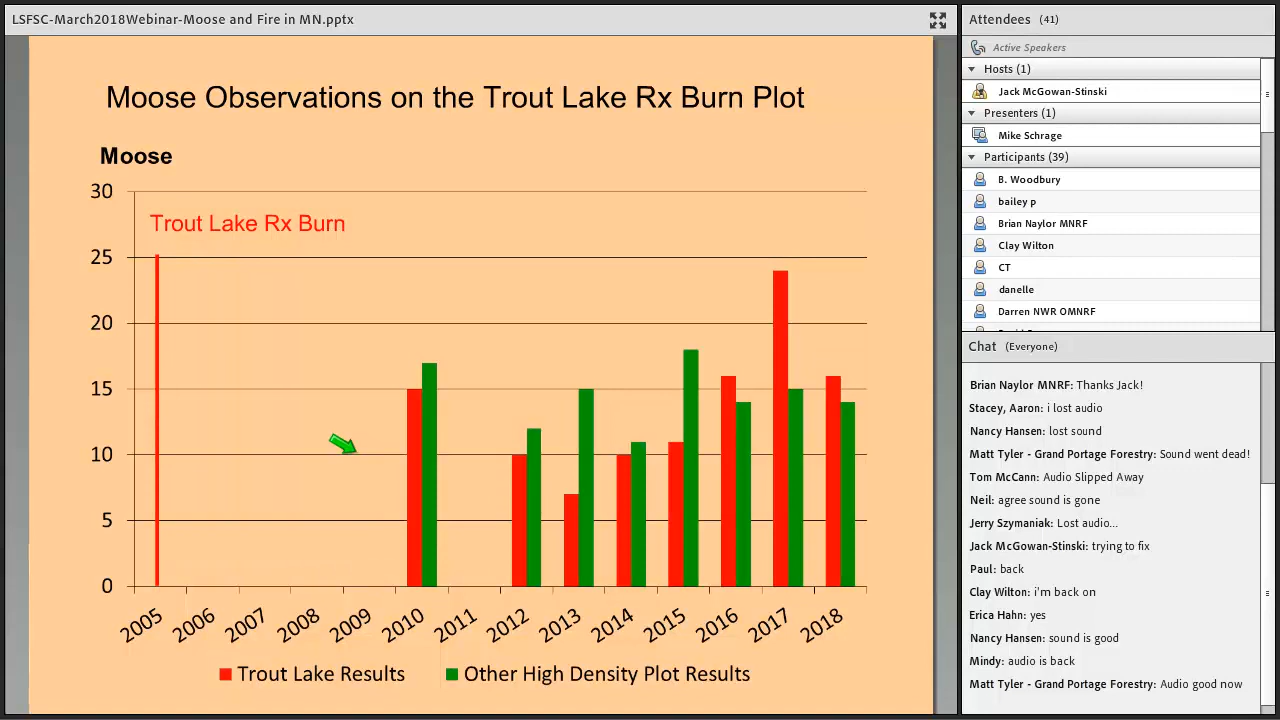 LSFSC-March2018Webinar-Moose and Fire in MN.pptx
Moose Observations on the Trout Lake Rx Burn Plot
Moose
30
Trout Lake Rx Burn
25
20
15
10
5
0
2005 2006 2007 2008 2009 2010 2011 2012 2013 2014 2015 2016 2017 2018
Trout Lake Results Other High Density Plot Results
Attendees (41)
Active Speakers
Hosts (1)
Jack McGowan-Stinski
Presenters (1)
Mike Schrage
Participants (39)
B. Woodbury
bailey p
Brian Naylor MNRF
Clay Wilton
CT
danelle
Darren NWR OMNRF
Chat (Everyone)
Brian Naylor MNRF: Thanks Jack!
Stacey, Aaron: i lost audio
Nancy Hansen: lost sound
Matt Tyler - Grand Portage Forestry: Sound went dead!
Tom McCann: Audio Slipped Away
Neil: agree sound is gone
Jerry Szymaniak: Lost audio...
Jack McGowan-Stinski: trying to fix
Paul: back
Clay Wilton: i'm back on
Erica Hahn: yes
Nancy Hansen: sound is good
Mindy: audio is back
Matt Tyler - Grand Portage Forestry: Audio good now